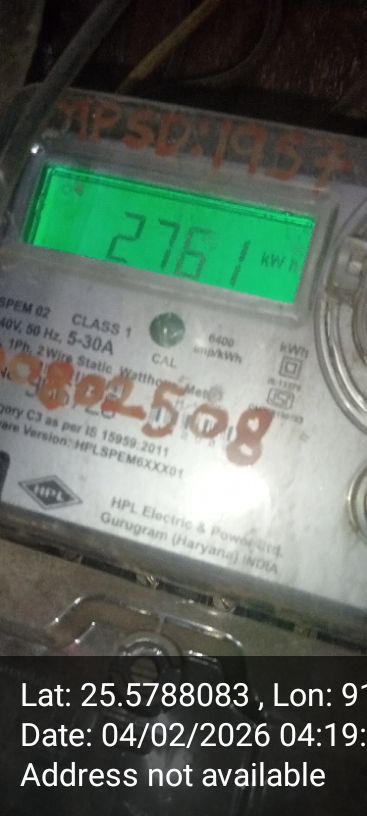 MPSD:1957
2761 kWh
SPEM 02 CLASS 1
240V, 50 Hz, 5-30A
6400
imp/kWh
kWh
1Ph, 2Wire Static Watthour Meter
CAL
00802508
gory C3 as per IS 15959:2011
are Version: HPLSPEM6XXX01
HPL
HPL Electric & Power Ltd.
Gurugram (Haryana) INDIA
Lat: 25.5788083 , Lon: 91
Date: 04/02/2026 04:19:
Address not available